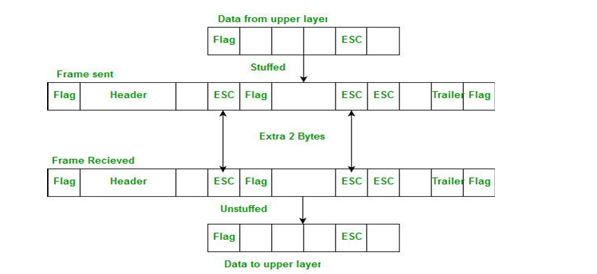 Data from upper layer
Flag ESC
Stuffed
Frame sent
Flag Header ESC Flag ESC ESC Trailer Flag
Extra 2 Bytes
Frame Recieved
Flag Header ESC Flag ESC ESC Trailer Flag
Unstuffed
Flag ESC
Data to upper layer